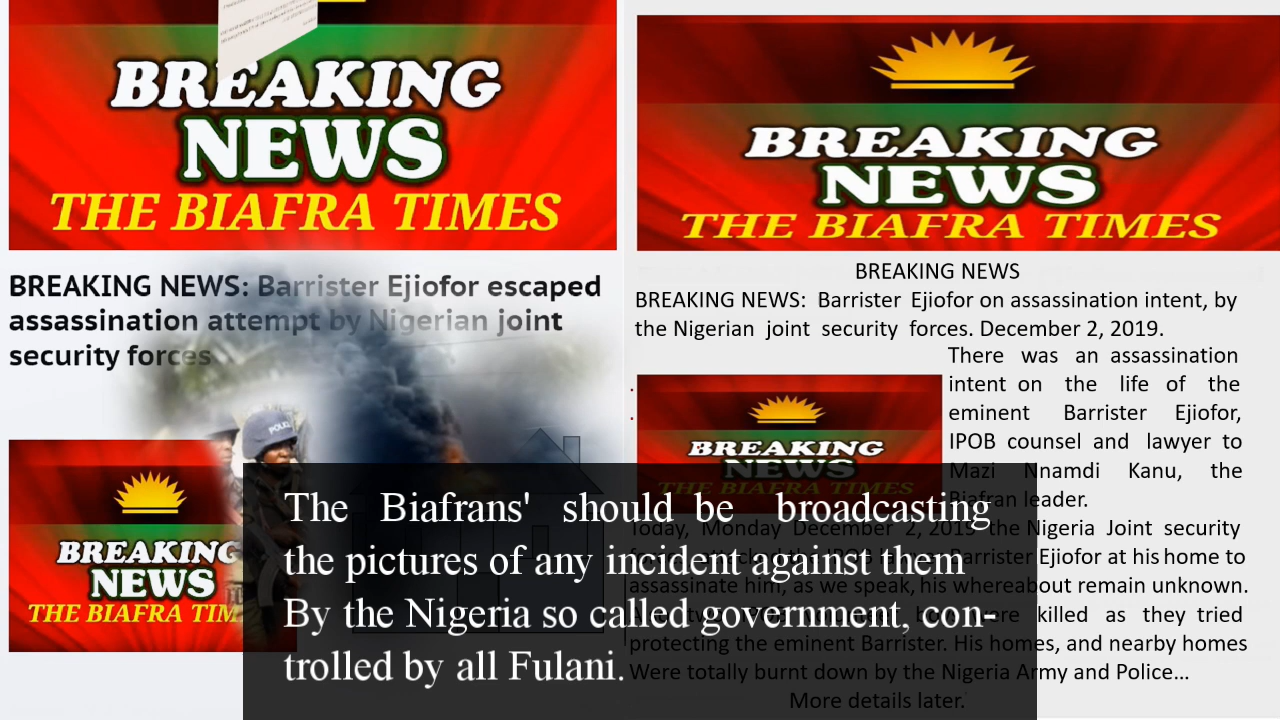 BREAKING
NEWS
THE BIAFRA TIMES
BREAKING NEWS: Barrister Ejiofor escaped
assassination attempt by Nigerian joint
security forces
POLICE
BREAKING
NEWS
THE BIAFRA TIM
BREAKING
NEWS
THE BIAFRA TIMES
BREAKING NEWS
BREAKING NEWS: Barrister Ejiofor on assassination intent, by
the Nigerian joint security forces. December 2, 2019.
There was an assassination
intent on the life of the
eminent Barrister Ejiofor,
IPOB counsel and lawyer to
Mazi Nnamdi Kanu, the
Biafran leader.
BREAKING
NEWS
THE BIAFRA TIMES
Today, Monday December 2, 2019 the Nigeria Joint security
Barrister Ejiofor at his home to
assassinate him, as we speak, his whereabout remain unknown.
were killed as they tried
protecting the eminent Barrister. His homes, and nearby homes
Were totally burnt down by the Nigeria Army and Police...
More details later.
The Biafrans' should be broadcasting
the pictures of any incident against them
By the Nigeria so called government, con-
trolled by all Fulani.